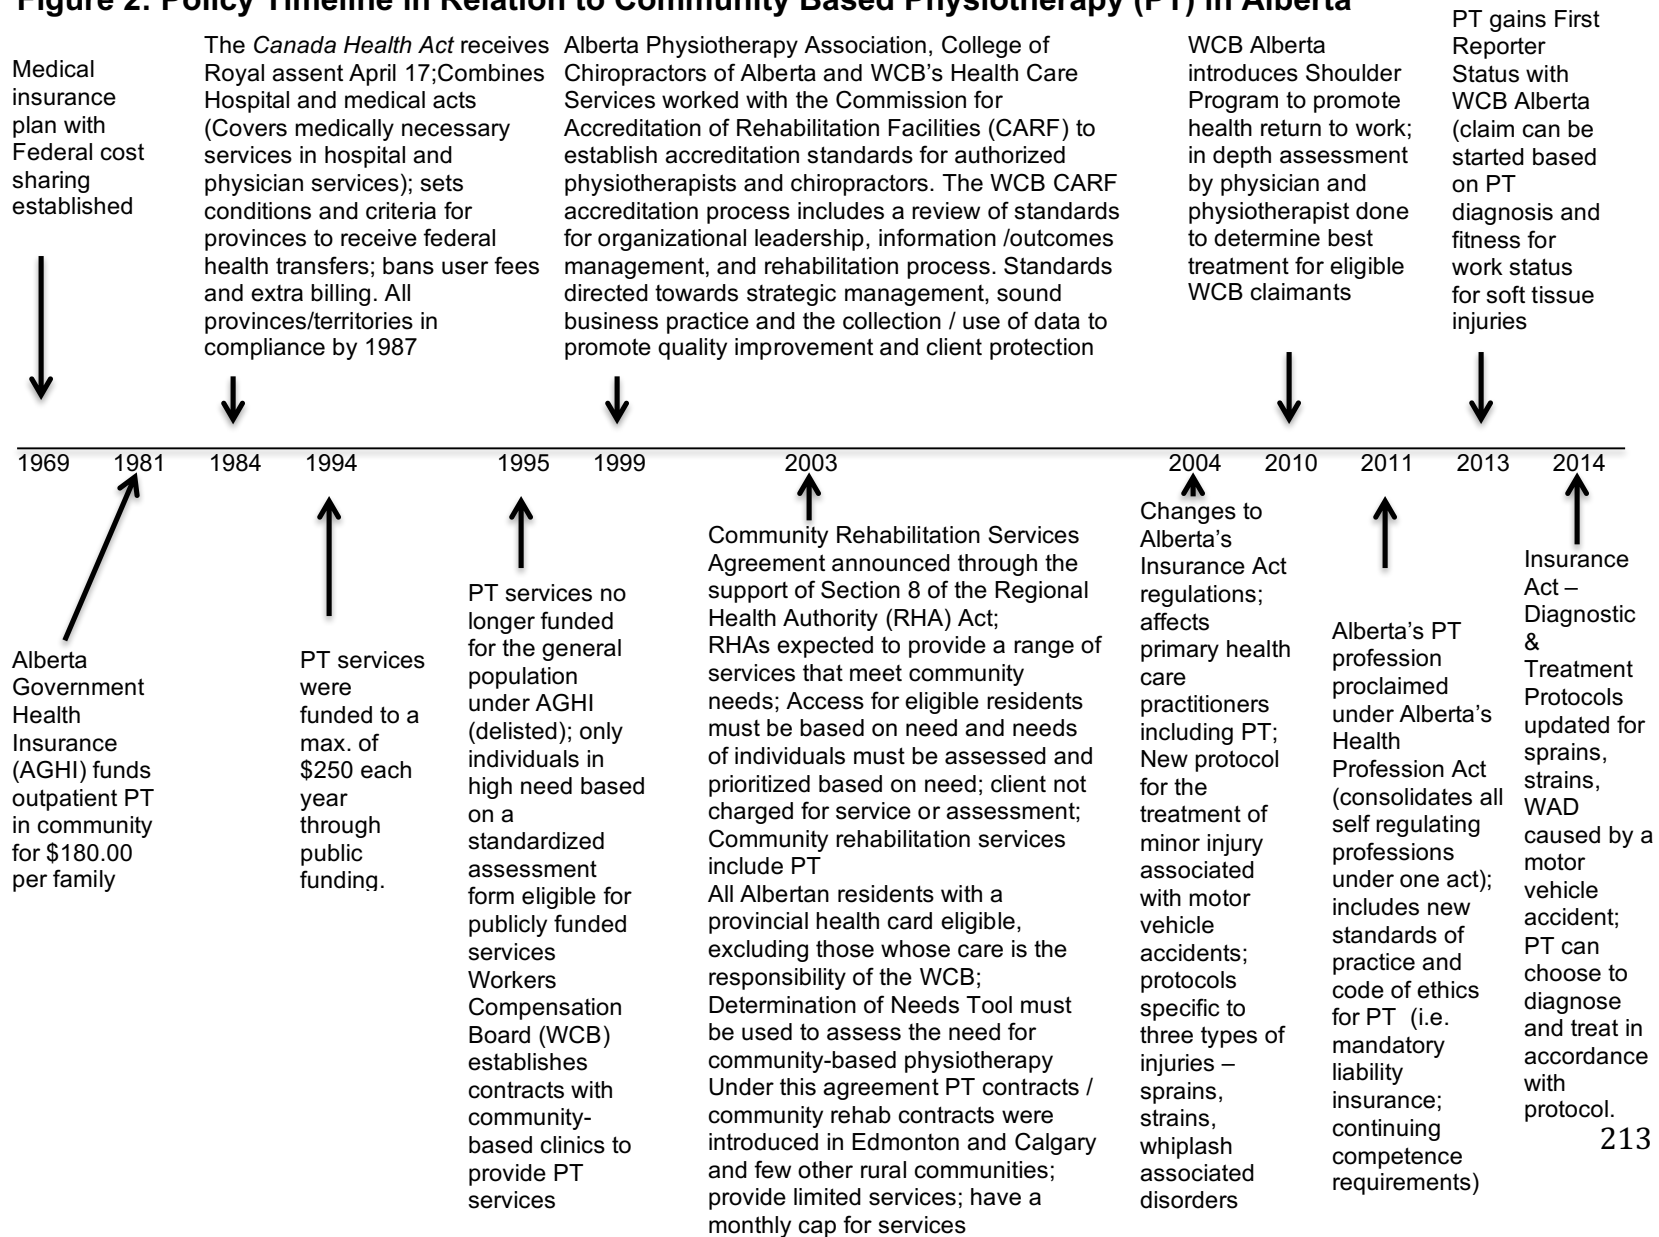 Figure 2: Policy Timeline in Relation to Community Based Physiotherapy (PT) in Alberta
Medical
insurance
plan with
Federal cost
sharing
established
The Canada Health Act receives
Royal assent April 17;Combines
Hospital and medical acts
(Covers medically necessary
services in hospital and
physician services); sets
conditions and criteria for
provinces to receive federal
health transfers; bans user fees
and extra billing. All
provinces/territories in
compliance by 1987
Alberta Physiotherapy Association, College of
Chiropractors of Alberta and WCB's Health Care
Services worked with the Commission for
Accreditation of Rehabilitation Facilities (CARF) to
establish accreditation standards for authorized
physiotherapists and chiropractors. The WCB CARF
accreditation process includes a review of standards
for organizational leadership, information /outcomes
management, and rehabilitation process. Standards
directed towards strategic management, sound
business practice and the collection / use of data to
promote quality improvement and client protection
WCB Alberta
introduces Shoulder
Program to promote
health return to work;
in depth assessment
by physician and
physiotherapist done
to determine best
treatment for eligible
WCB claimants
PT gains First
Reporter
Status with
WCB Alberta
(claim can be
started based
on PT
diagnosis and
fitness for
work status
for soft tissue
injuries
1969 1981 1984 1994 1995 1999 2003 2004 2010 2011 2013 2014
Alberta
Government
Health
Insurance
(AGHI) funds
outpatient PT
in community
for $180.00
per family
PT services
were
funded to a
max. of
$250 each
year
through
public
funding.
PT services no
longer funded
for the general
population
under AGHI
(delisted); only
individuals in
high need based
on a
standardized
assessment
form eligible for
publicly funded
services
Workers
Compensation
Board (WCB)
establishes
contracts with
community-
based clinics to
provide PT
services
Community Rehabilitation Services
Agreement announced through the
support of Section 8 of the Regional
Health Authority (RHA) Act;
RHAs expected to provide a range of
services that meet community
needs; Access for eligible residents
must be based on need and needs
of individuals must be assessed and
prioritized based on need; client not
charged for service or assessment;
Community rehabilitation services
include PT
All Albertan residents with a
provincial health card eligible,
excluding those whose care is the
responsibility of the WCB;
Determination of Needs Tool must
be used to assess the need for
community-based physiotherapy
Under this agreement PT contracts /
community rehab contracts were
introduced in Edmonton and Calgary
and few other rural communities;
provide limited services; have a
monthly cap for services
Changes to
Alberta's
Insurance Act
regulations;
affects
primary health
care
practitioners
including PT;
New protocol
for the
treatment of
minor injury
associated
with motor
vehicle
accidents;
protocols
specific to
three types of
injuries –
sprains,
strains,
whiplash
associated
disorders
Alberta's PT
profession
proclaimed
under Alberta's
Health
Profession Act
(consolidates all
self regulating
professions
under one act);
includes new
standards of
practice and
code of ethics
for PT (i.e.
mandatory
liability
insurance;
continuing
competence
requirements)
Insurance
Act –
Diagnostic
&
Treatment
Protocols
updated for
sprains,
strains,
WAD
caused by a
motor
vehicle
accident;
PT can
choose to
diagnose
and treat in
accordance
with
protocol.
213